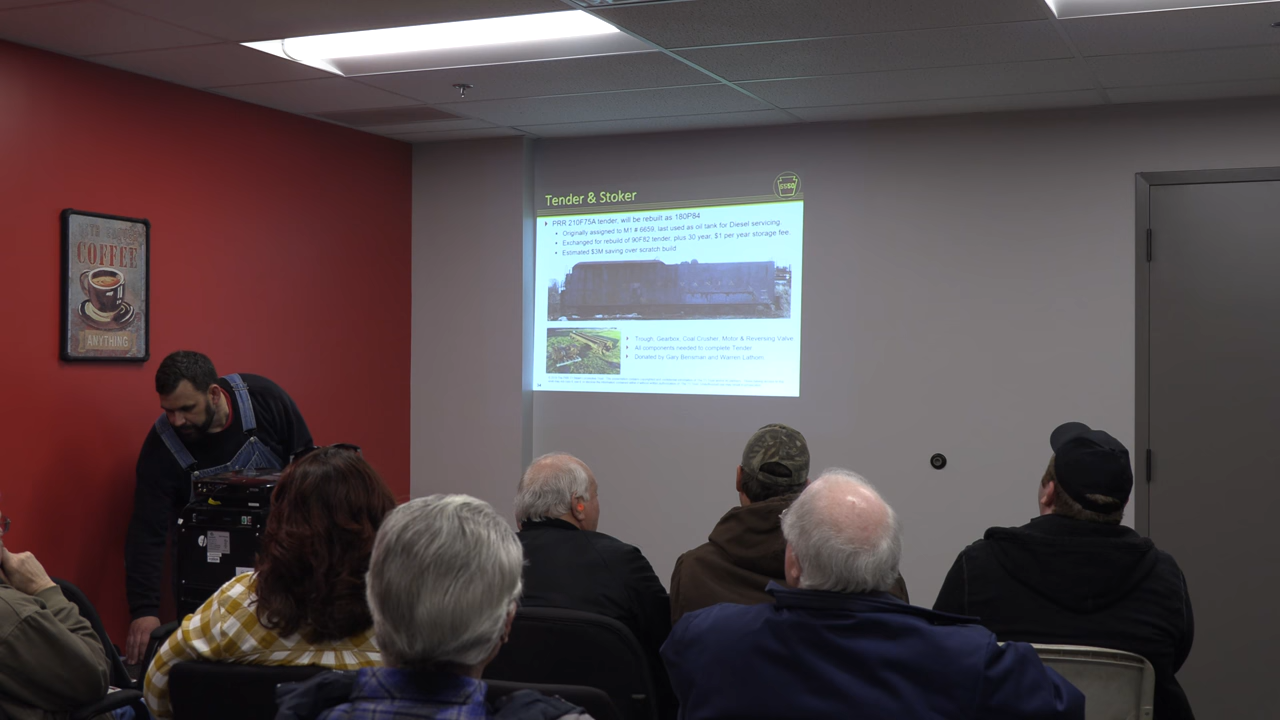 COFFEE
ANYTHING
5550
Tender & Stoker
PRR 210F75A tender, will be rebuilt as 180P84
Originally assigned to M1 # 6659, last used as oil tank for Diesel servicing.
Exchanged for rebuild of 90F82 tender, plus 30 year, $1 per year storage fee.
Estimated $3M saving over scratch build
Trough, Gearbox, Coal Crusher, Motor & Reversing Valve
All components needed to complete Tender
Donated by Gary Bensman and Warren Lathom
hp